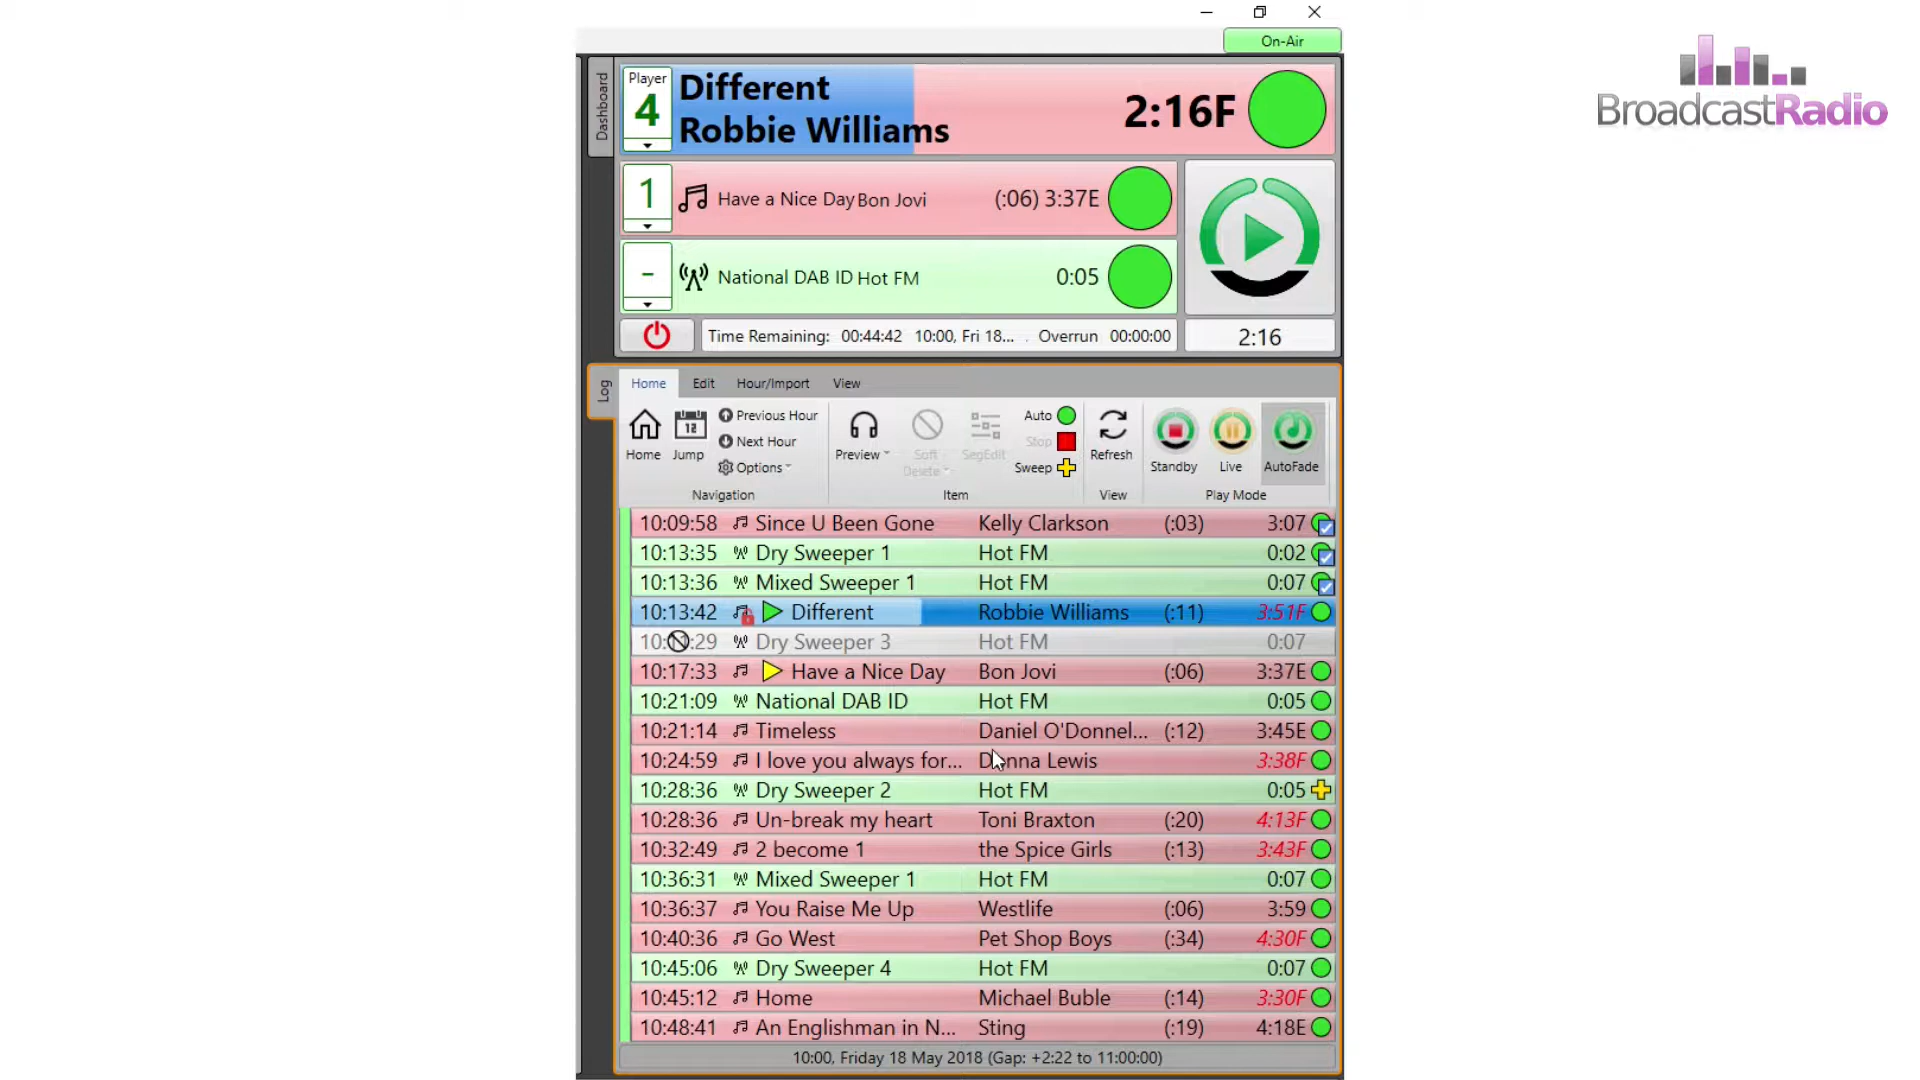 On-Air
BroadcastRadio
Dashboard
Player
4
Different
Robbie Williams
2:16F
1
Have a Nice Day Bon Jovi (:06) 3:37E
- National DAB ID Hot FM 0:05
Time Remaining: 00:44:42 10:00, Fri 18... . Overrun 00:00:00
2:16
Log
Home Edit Hour/Import View
Home
Jump
12
Previous Hour
Next Hour
Options
Navigation
Preview
Soft
Delete
SegEdit
Auto
Stop
Sweep
Item
Refresh
View
Standby
Live
AutoFade
Play Mode
10:09:58 Since U Been Gone Kelly Clarkson (:03) 3:07
10:13:35 Dry Sweeper 1 Hot FM 0:02
10:13:36 Mixed Sweeper 1 Hot FM 0:07
10:13:42 Different Robbie Williams (:11) 3:51F
:29 Dry Sweeper 3 Hot FM 0:07
10:17:33 Have a Nice Day Bon Jovi (:06) 3:37E
10:21:09 National DAB ID Hot FM 0:05
10:21:14 Timeless Daniel O'Donnel... (:12) 3:45E
10:24:59 I love you always for... Donna Lewis 3:38F
10:28:36 Dry Sweeper 2 Hot FM 0:05
10:28:36 Un-break my heart Toni Braxton (:20) 4:13F
10:32:49 2 become 1 the Spice Girls (:13) 3:43F
10:36:31 Mixed Sweeper 1 Hot FM 0:07
10:36:37 You Raise Me Up Westlife (:06) 3:59
10:40:36 Go West Pet Shop Boys (:34) 4:30F
10:45:06 Dry Sweeper 4 Hot FM 0:07
10:45:12 Home Michael Buble (:14) 3:30F
10:48:41 An Englishman in N... Sting (:19) 4:18E
10:00, Friday 18 May 2018 (Gap: +2:22 to 11:00:00)